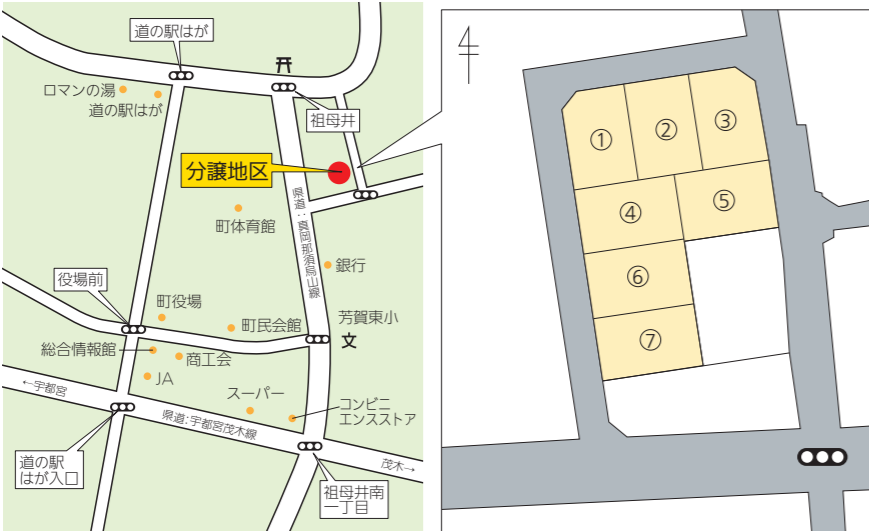 道の駅はが
ロマンの湯
道の駅はが
祖母井
分譲地区
県道:真岡那須烏山線
町体育館
銀行
役場前
町役場
町民会館
芳賀東小
文
総合情報館
商工会
JA
←宇都宮
スーパー
コンビニ
エンスストア
県道:宇都宮茂木線
道の駅
はが入口
茂木→
祖母井南
一丁目
4
①
②
③
④
⑤
⑥
⑦